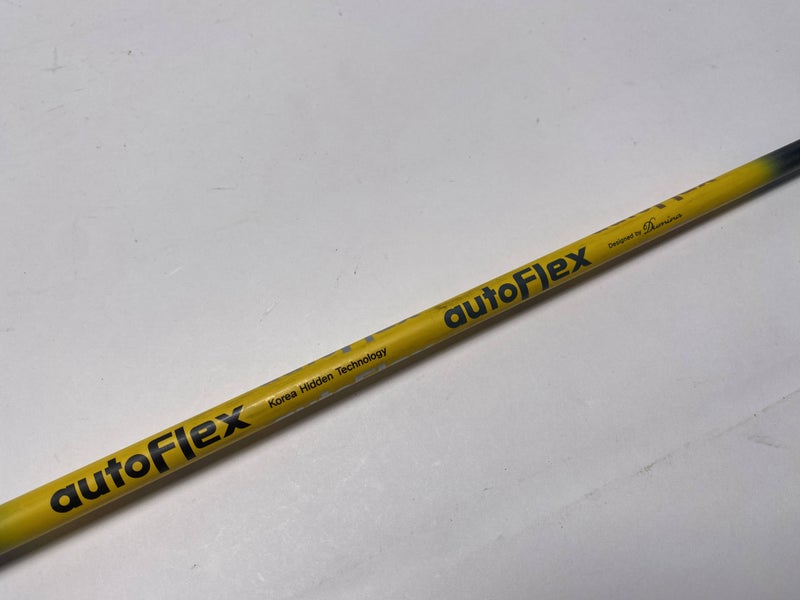 autoFlex
Korea Hidden Technology
autoFlex
Designed by Dumina